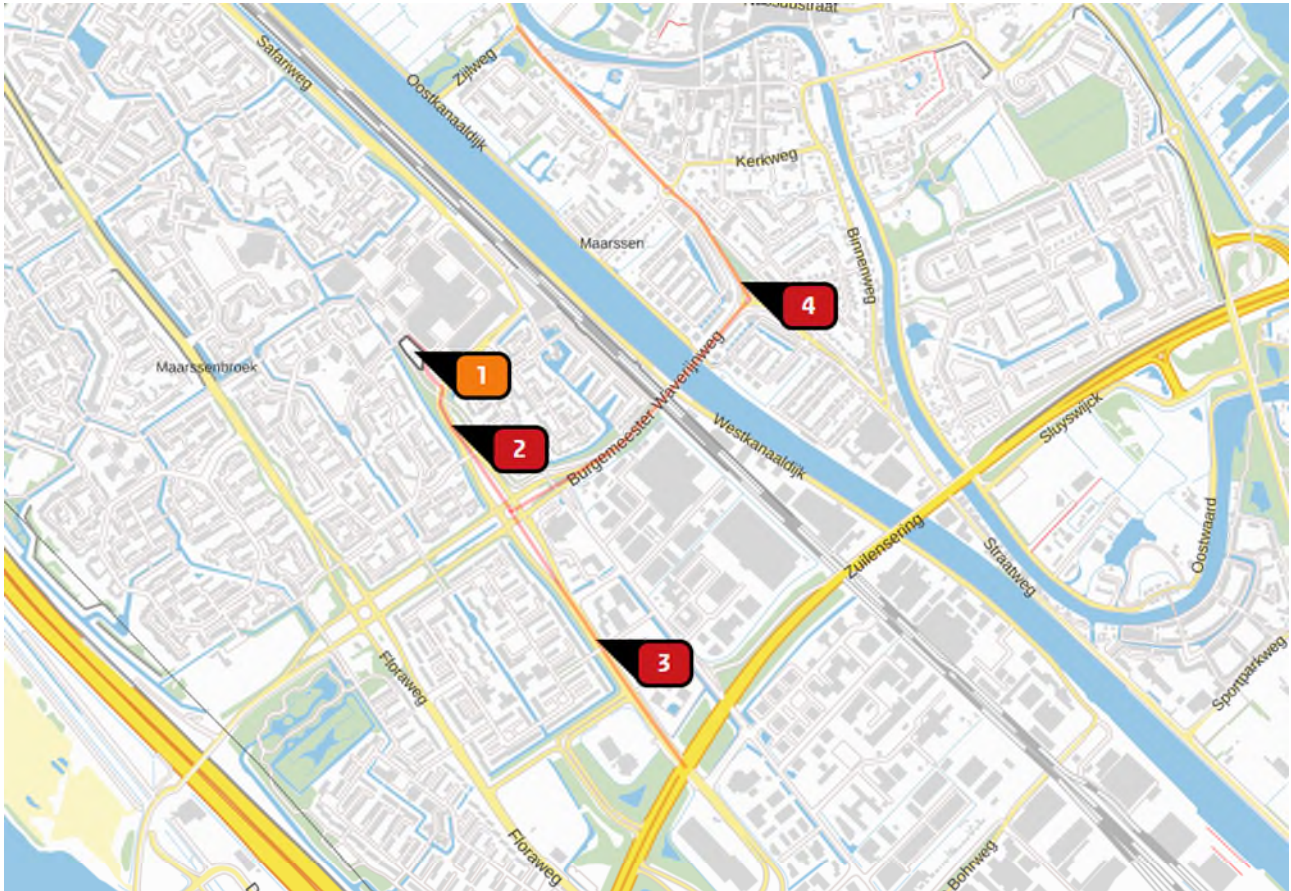 Safariweg
Zijlweg
Oostkanaaldijk
Kerkweg
Binnenweg
Maarssen
4
Maarssenbroek
1
2
Burgemeester Waverijnweg
Westkanaaldijk
Sluyswijck
Zuilensering
Straatweg
Oostwaard
3
Floraweg
Sportparkweg
Floraweg
Bohrweg